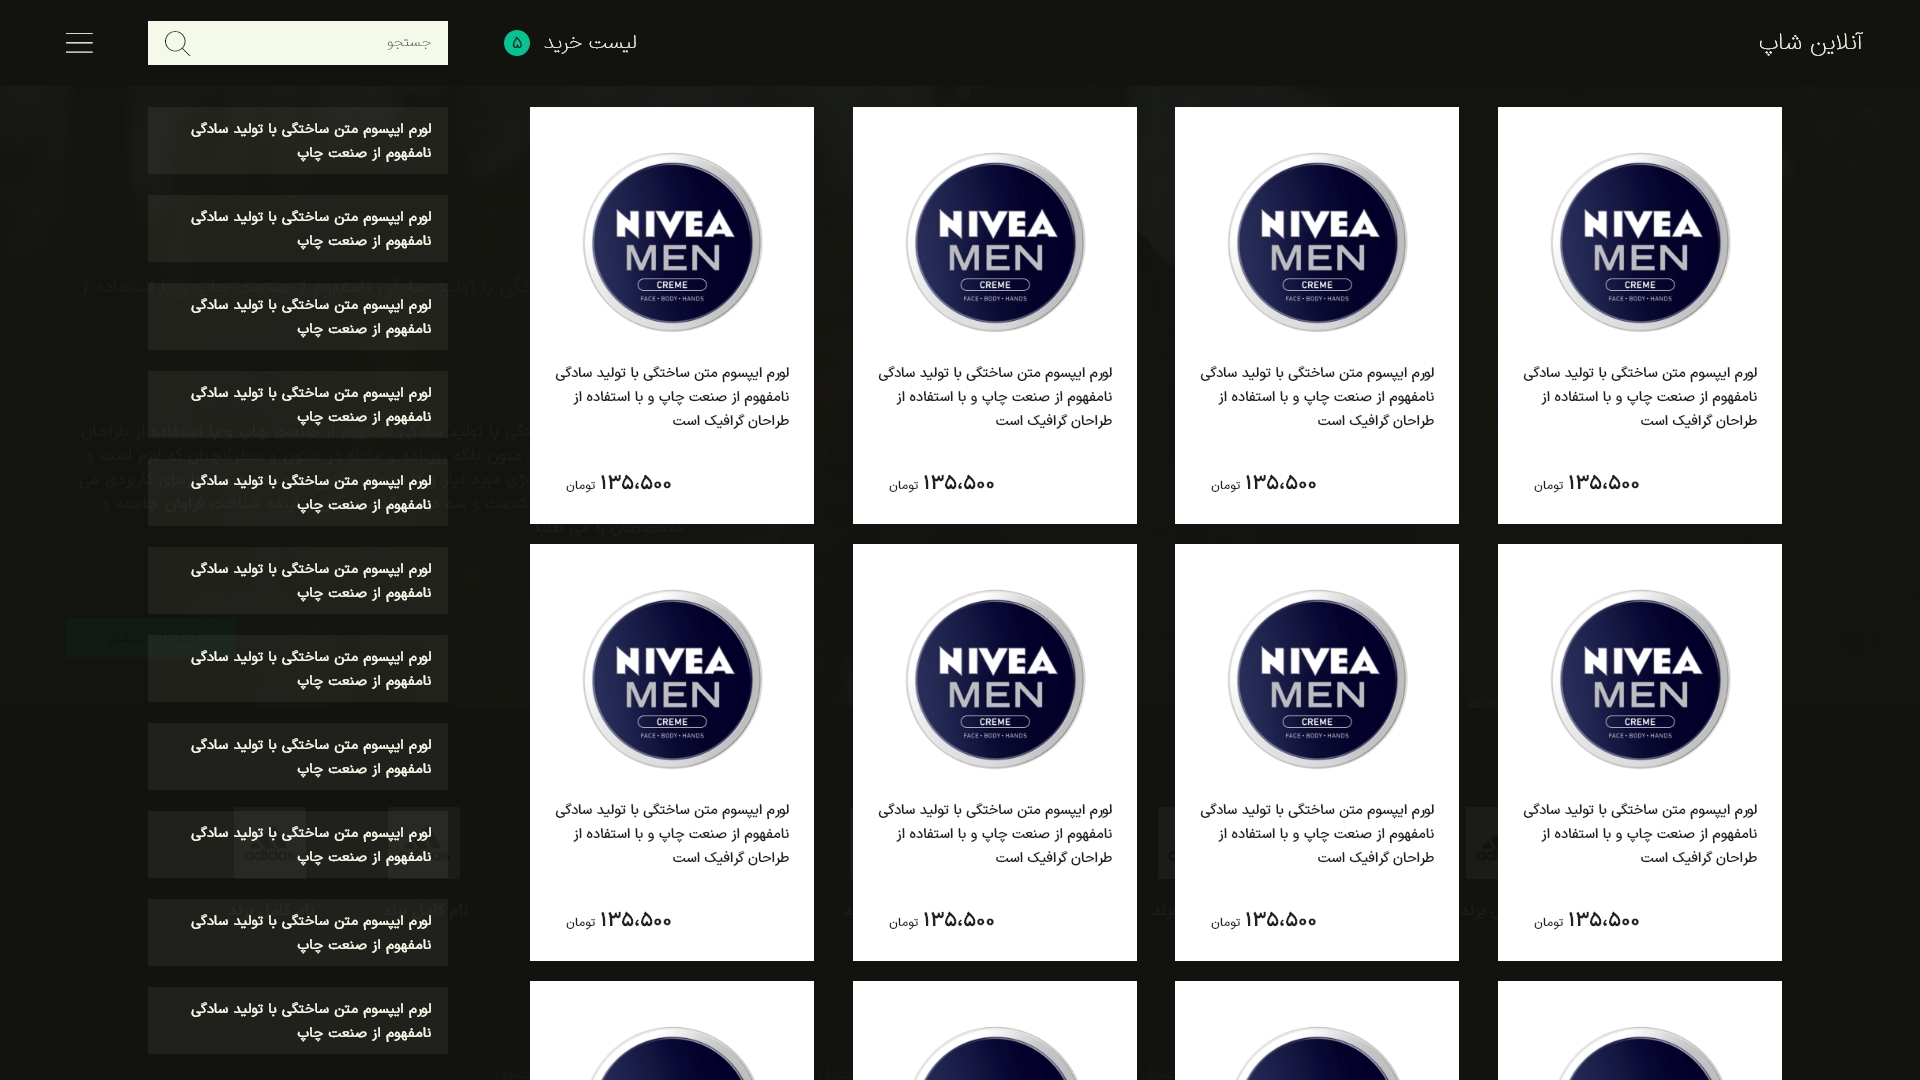 آنلاین شاپ
لیست خرید ۵
جستجو
NIVEA
MEN
CREME
FACE • BODY • HANDS
لورم ایپسوم متن ساختگی با تولید سادگی
نامفهوم از صنعت چاپ و با استفاده از
طراحان گرافیک است
۱۳۵،۵۰۰ تومان
NIVEA
MEN
CREME
FACE • BODY • HANDS
لورم ایپسوم متن ساختگی با تولید سادگی
نامفهوم از صنعت چاپ و با استفاده از
طراحان گرافیک است
۱۳۵،۵۰۰ تومان
NIVEA
MEN
CREME
FACE • BODY • HANDS
لورم ایپسوم متن ساختگی با تولید سادگی
نامفهوم از صنعت چاپ و با استفاده از
طراحان گرافیک است
۱۳۵،۵۰۰ تومان
NIVEA
MEN
CREME
FACE • BODY • HANDS
لورم ایپسوم متن ساختگی با تولید سادگی
نامفهوم از صنعت چاپ و با استفاده از
طراحان گرافیک است
۱۳۵،۵۰۰ تومان
NIVEA
MEN
CREME
FACE • BODY • HANDS
لورم ایپسوم متن ساختگی با تولید سادگی
نامفهوم از صنعت چاپ و با استفاده از
طراحان گرافیک است
۱۳۵،۵۰۰ تومان
NIVEA
MEN
CREME
FACE • BODY • HANDS
لورم ایپسوم متن ساختگی با تولید سادگی
نامفهوم از صنعت چاپ و با استفاده از
طراحان گرافیک است
۱۳۵،۵۰۰ تومان
NIVEA
MEN
CREME
FACE • BODY • HANDS
لورم ایپسوم متن ساختگی با تولید سادگی
نامفهوم از صنعت چاپ و با استفاده از
طراحان گرافیک است
۱۳۵،۵۰۰ تومان
NIVEA
MEN
CREME
FACE • BODY • HANDS
لورم ایپسوم متن ساختگی با تولید سادگی
نامفهوم از صنعت چاپ و با استفاده از
طراحان گرافیک است
۱۳۵،۵۰۰ تومان
لورم ایپسوم متن ساختگی با تولید سادگی
نامفهوم از صنعت چاپ
لورم ایپسوم متن ساختگی با تولید سادگی
نامفهوم از صنعت چاپ
لورم ایپسوم متن ساختگی با تولید سادگی
نامفهوم از صنعت چاپ
لورم ایپسوم متن ساختگی با تولید سادگی
نامفهوم از صنعت چاپ
لورم ایپسوم متن ساختگی با تولید سادگی
نامفهوم از صنعت چاپ
لورم ایپسوم متن ساختگی با تولید سادگی
نامفهوم از صنعت چاپ
لورم ایپسوم متن ساختگی با تولید سادگی
نامفهوم از صنعت چاپ
لورم ایپسوم متن ساختگی با تولید سادگی
نامفهوم از صنعت چاپ
لورم ایپسوم متن ساختگی با تولید سادگی
نامفهوم از صنعت چاپ
لورم ایپسوم متن ساختگی با تولید سادگی
نامفهوم از صنعت چاپ
لورم ایپسوم متن ساختگی با تولید سادگی
نامفهوم از صنعت چاپ